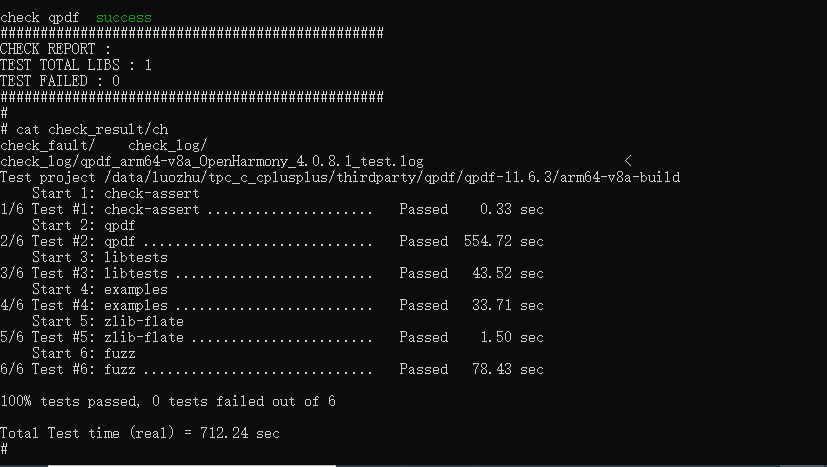 check qpdf  success
################################################
CHECK REPORT :
TEST TOTAL LIBS : 1
TEST FAILED : 0
################################################
#
# cat check_result/ch
check_fault/    check_log/
check_log/qpdf_arm64-v8a_OpenHarmony_4.0.8.1_test.log                         <
Test project /data/luozhu/tpc_c_cplusplus/thirdparty/qpdf/qpdf-11.6.3/arm64-v8a-build
    Start 1: check-assert
1/6 Test #1: check-assert .....................   Passed    0.33 sec
    Start 2: qpdf
2/6 Test #2: qpdf .............................   Passed  554.72 sec
    Start 3: libtests
3/6 Test #3: libtests .........................   Passed   43.52 sec
    Start 4: examples
4/6 Test #4: examples .........................   Passed   33.71 sec
    Start 5: zlib-flate
5/6 Test #5: zlib-flate .......................   Passed    1.50 sec
    Start 6: fuzz
6/6 Test #6: fuzz .............................   Passed   78.43 sec
100% tests passed, 0 tests failed out of 6
Total Test time (real) = 712.24 sec
#